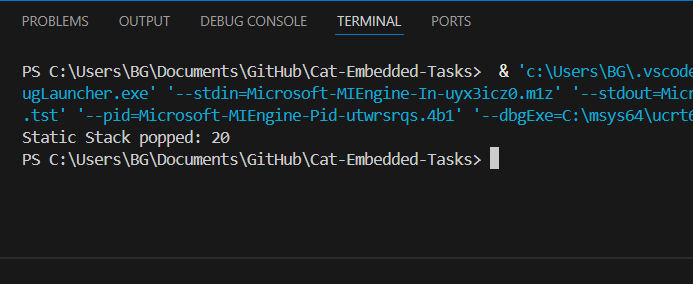 PROBLEMS OUTPUT DEBUG CONSOLE TERMINAL PORTS
PS C:\Users\BG\Documents\GitHub\Cat-Embedded-Tasks>  & 'c:\Users\BG\.vscode
ugLauncher.exe' '--stdin=Microsoft-MIEngine-In-uyx3icz0.m1z' '--stdout=Micr
.tst' '--pid=Microsoft-MIEngine-Pid-utwrsrqs.4b1' '--dbgExe=C:\msys64\ucrt6
Static Stack popped: 20
PS C:\Users\BG\Documents\GitHub\Cat-Embedded-Tasks>